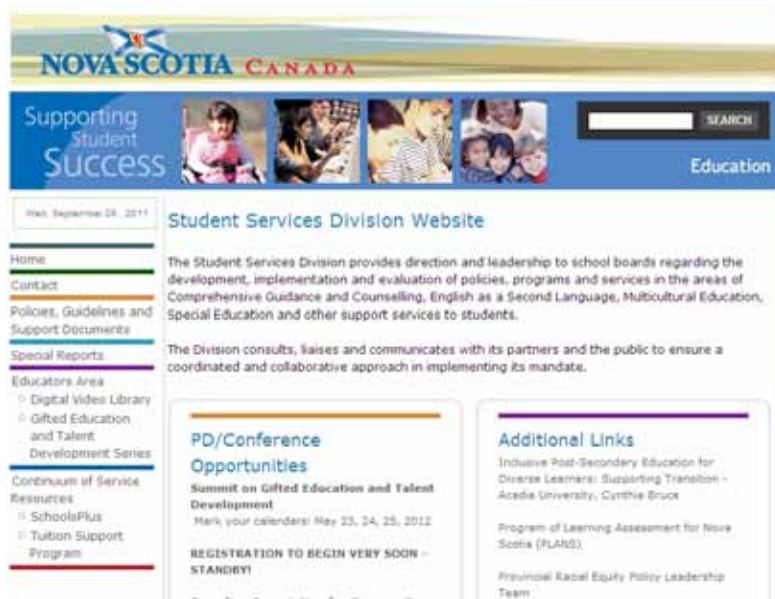 NOVA SCOTIA CANADA
Supporting
Student
Success
SEARCH
Education
Wed, September 28, 2011
Home
Contact
Policies, Guidelines and
Support Documents
Special Reports
Educators Area
Digital Video Library
Gifted Education
and Talent
Development Series
Continuum of Service
Resources
SchoolsPlus
Tuition Support
Program
Student Services Division Website
The Student Services Division provides direction and leadership to school boards regarding the
development, implementation and evaluation of policies, programs and services in the areas of
Comprehensive Guidance and Counselling, English as a Second Language, Multicultural Education,
Special Education and other support services to students.
The Division consults, liaises and communicates with its partners and the public to ensure a
coordinated and collaborative approach in implementing its mandate.
PD/Conference
Opportunities
Summit on Gifted Education and Talent
Development
Mark your calendars! May 23, 24, 25, 2012
REGISTRATION TO BEGIN VERY SOON -
STANDBY!
Additional Links
Inclusive Post-Secondary Education for
Diverse Learners: Supporting Transition -
Acadia University, Cynthia Bruce
Program of Learning Assessment for Nova
Scotia (PLANS)
Provincial Racial Equity Policy Leadership
Team